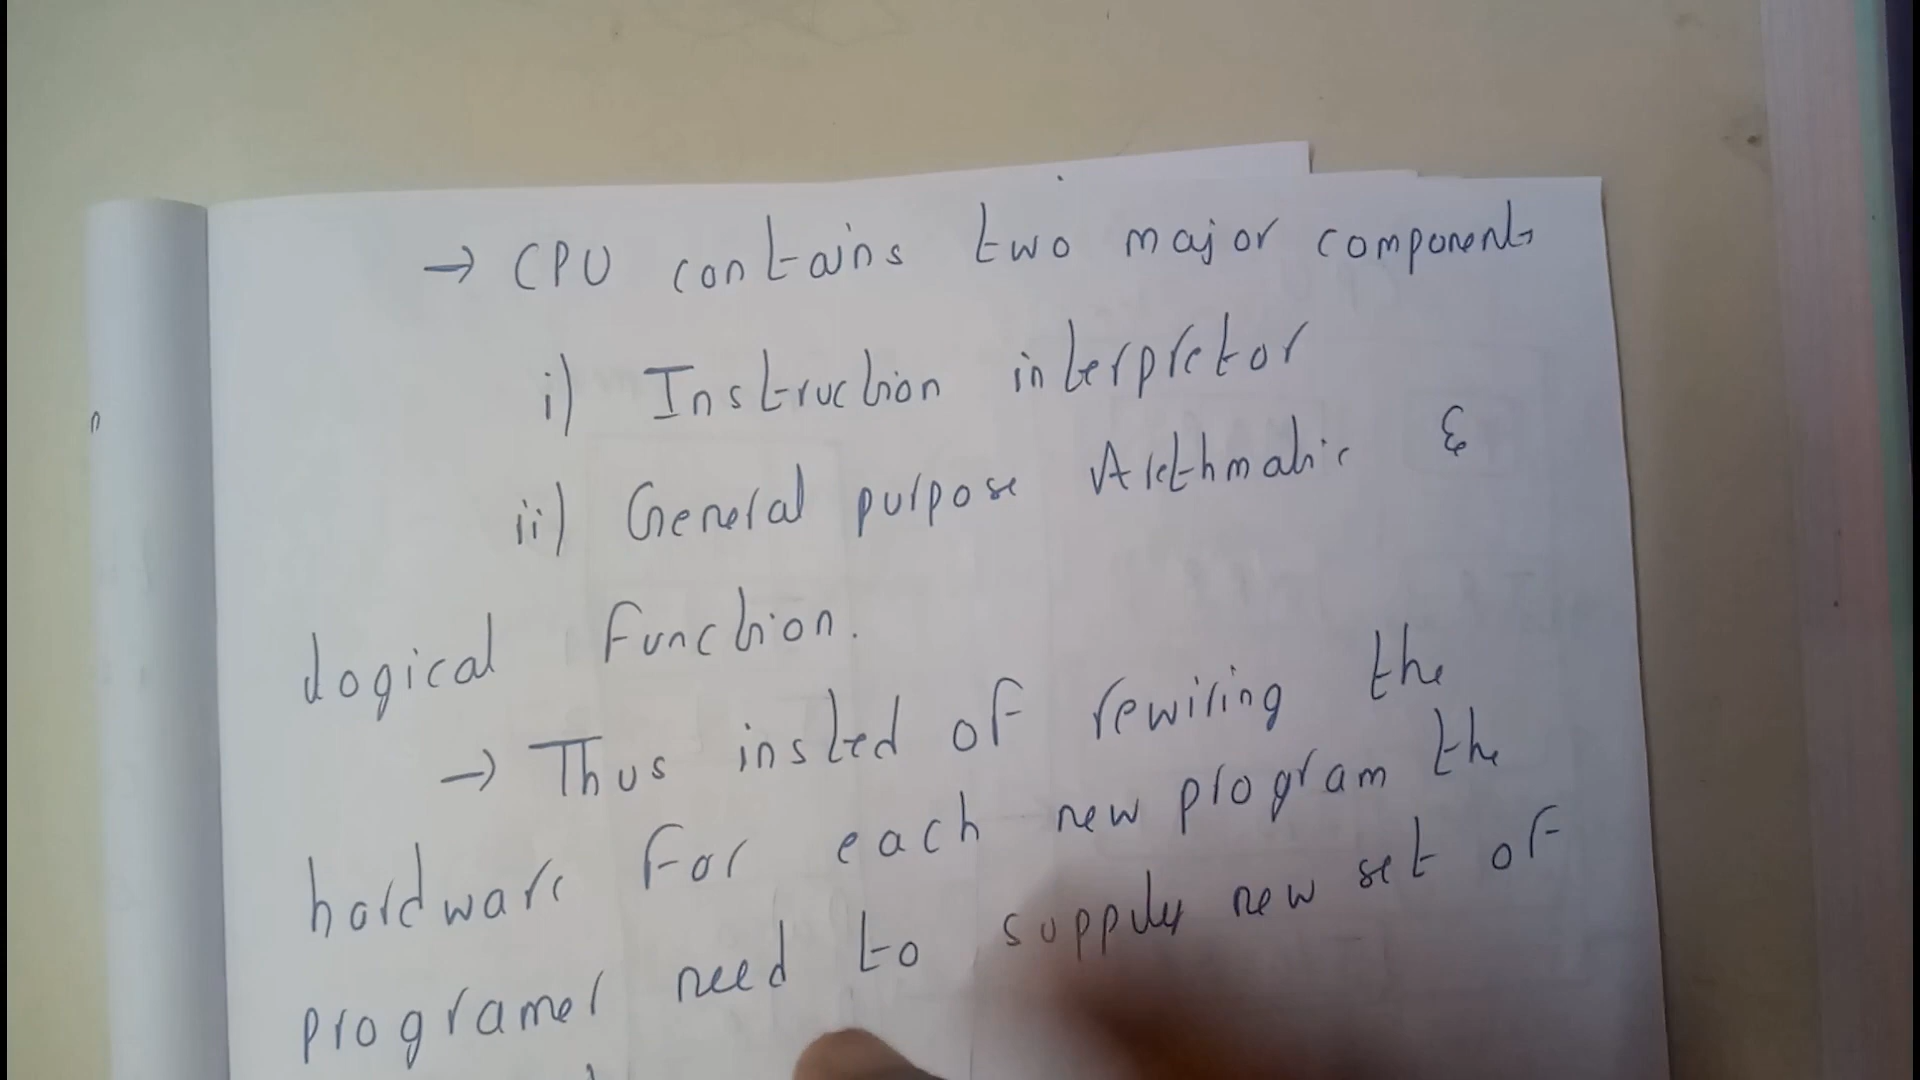 → CPU contains two major components
i) Instruction interpretor
ii) General purpose Arethmatic &
Logical Function.
→ Thus insted of rewiring the
hardware For each new program the
programer need to supply new set of